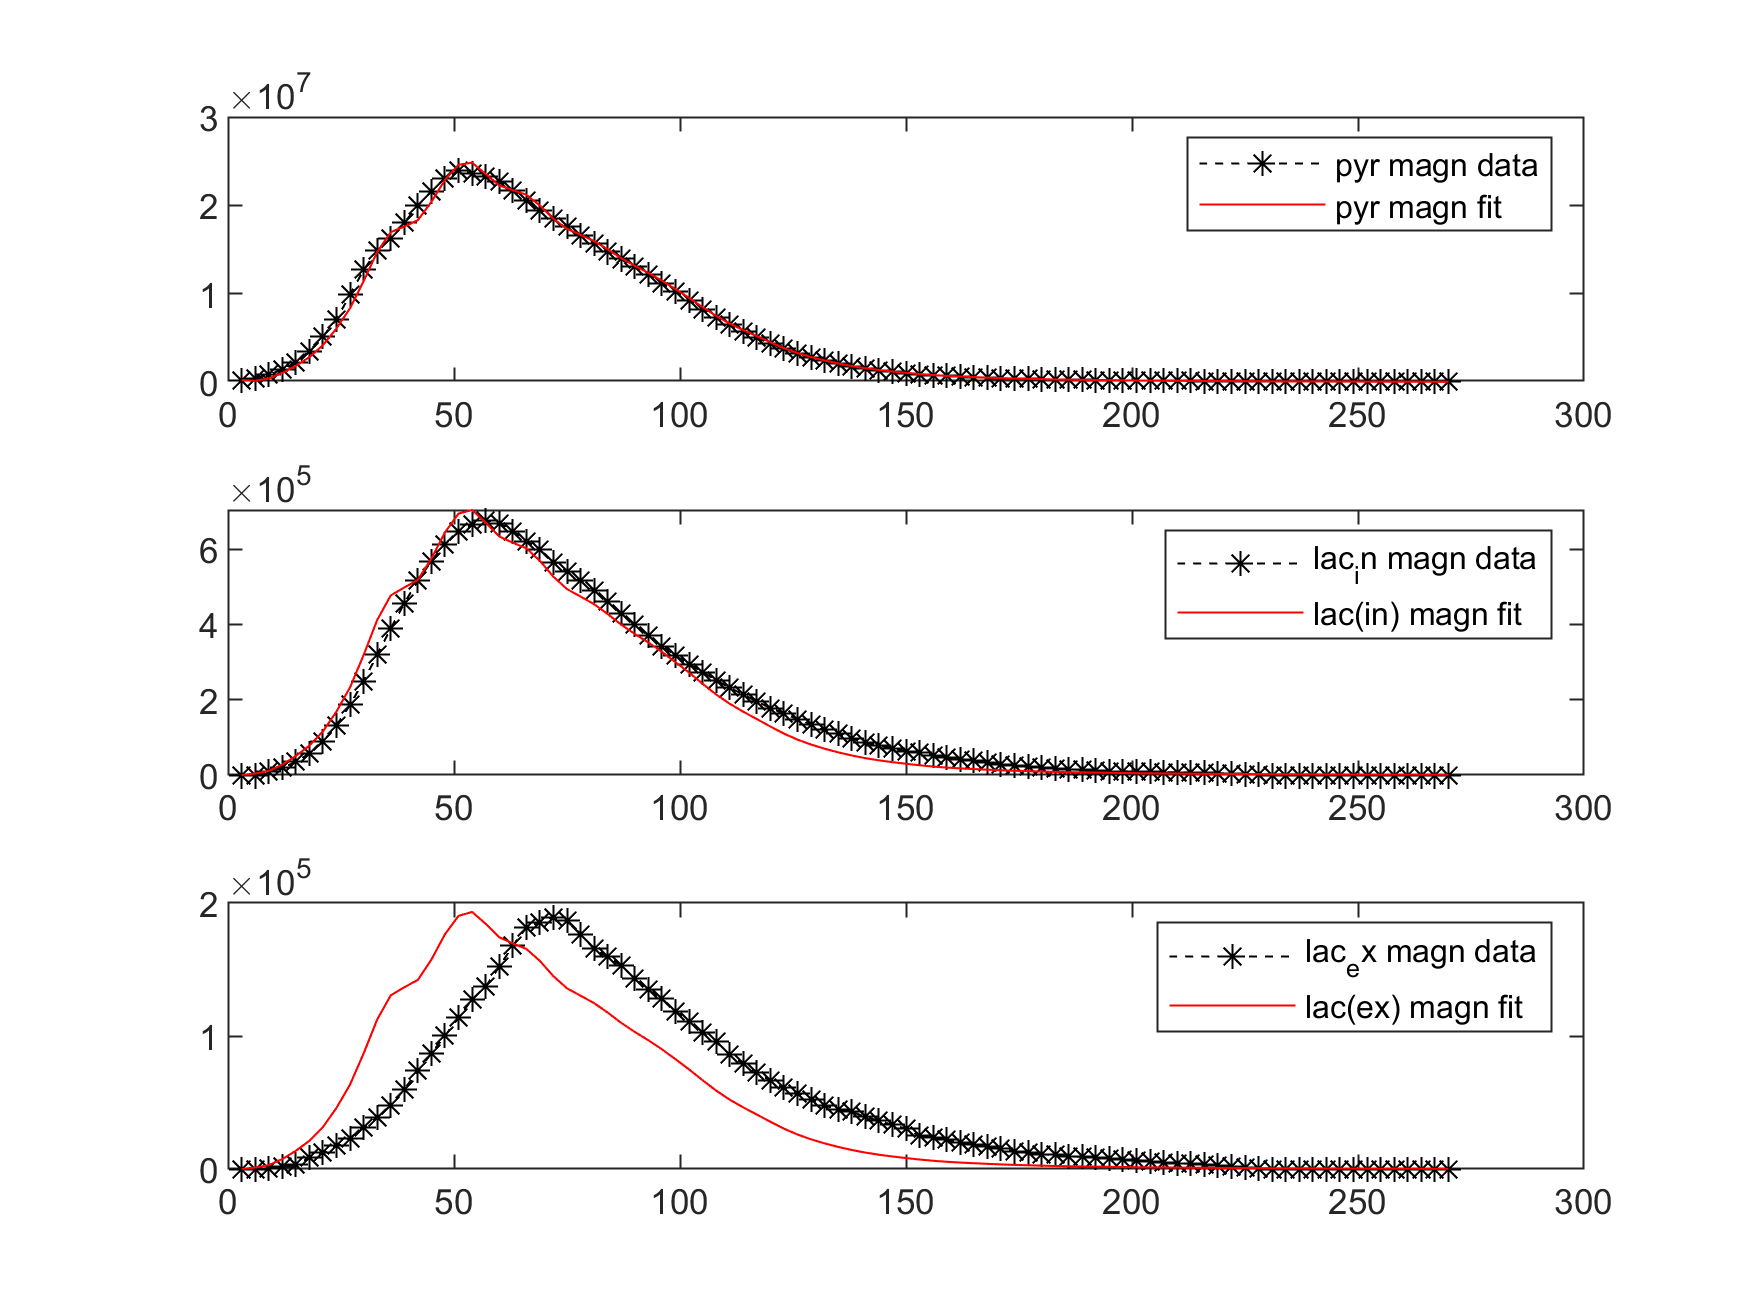 ×10^7
3
2
1
0
0 50 100 150 200 250 300
pyr magn data
pyr magn fit
×10^5
6
4
2
0
0 50 100 150 200 250 300
lac_in magn data
lac(in) magn fit
×10^5
2
1
0
0 50 100 150 200 250 300
lac_ex magn data
lac(ex) magn fit